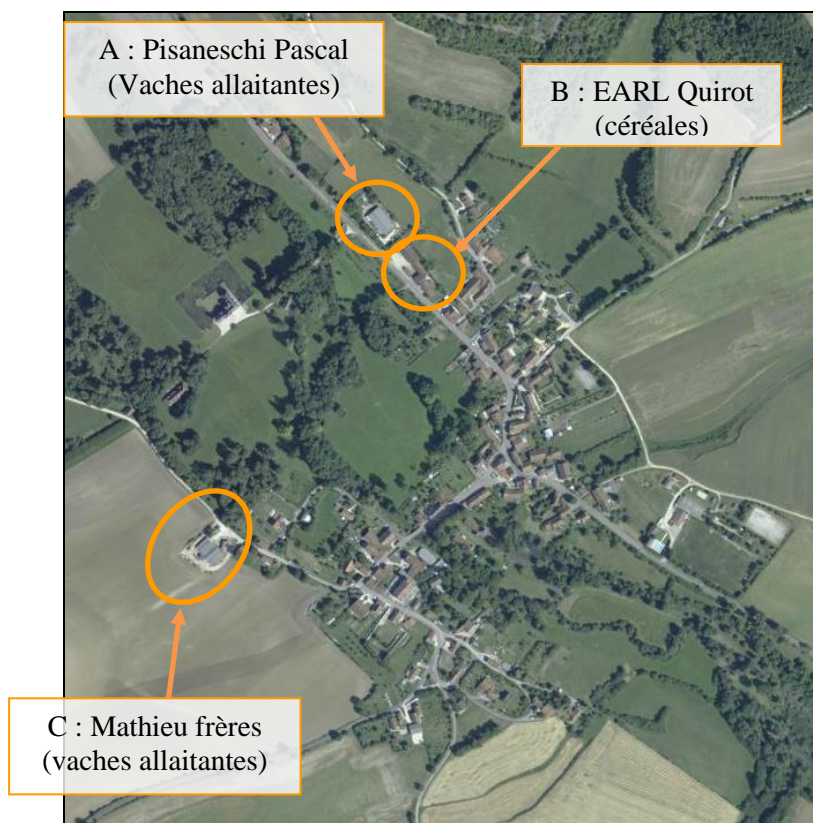 A : Pisaneschi Pascal
(Vaches allaitantes)
B : EARL Quirot
(céréales)
C : Mathieu frères
(vaches allaitantes)